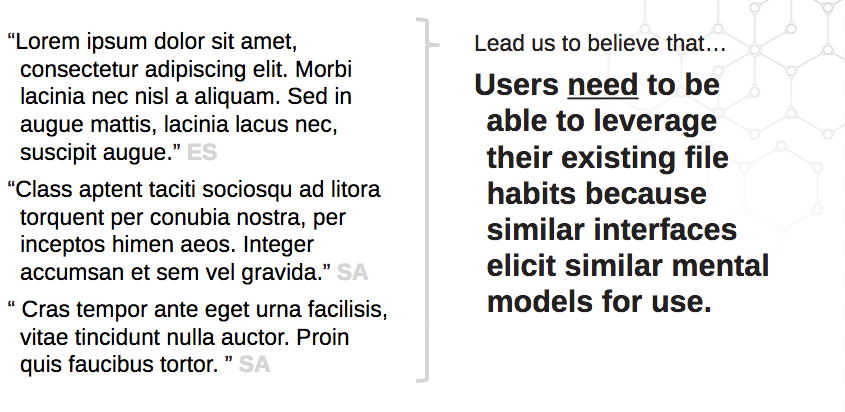 “Lorem ipsum dolor sit amet,
consectetur adipiscing elit. Morbi
lacinia nec nisl a aliquam. Sed in
augue mattis, lacinia lacus nec,
suscipit augue.” ES
“Class aptent taciti sociosqu ad litora
torquent per conubia nostra, per
inceptos himen aeos. Integer
accumsan et sem vel gravida.” SA
“ Cras tempor ante eget urna facilisis,
vitae tincidunt nulla auctor. Proin
quis faucibus tortor. ” SA
Lead us to believe that…
Users need to be
able to leverage
their existing file
habits because
similar interfaces
elicit similar mental
models for use.